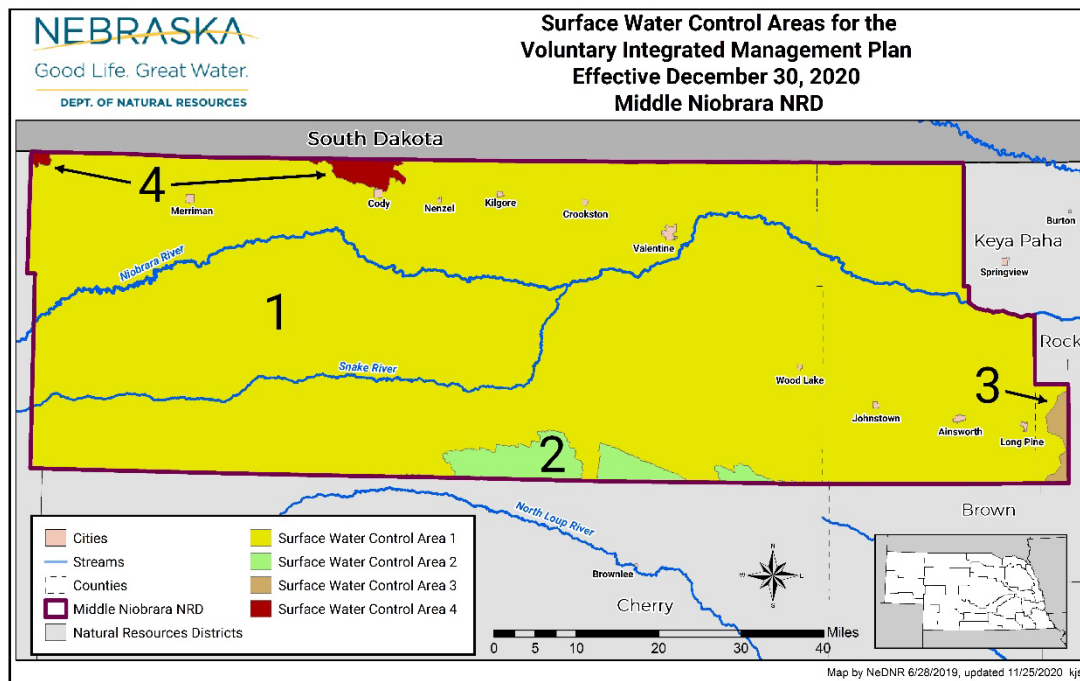 NEBRASKA
Good Life. Great Water.
DEPT. OF NATURAL RESOURCES
Surface Water Control Areas for the
Voluntary Integrated Management Plan
Effective December 30, 2020
Middle Niobrara NRD
South Dakota
4
Merriman
Cody
Nenzel
Kilgore
Crookston
Valentine
Burton
Keya Paha
Springview
Niobrara River
1
Rock
Snake River
Wood Lake
3
Johnstown
Ainsworth
Long Pine
2
Brown
North Loup River
Brownlee
Cherry
N
W
S
Cities
Streams
Counties
Middle Niobrara NRD
Natural Resources Districts
Surface Water Control Area 1
Surface Water Control Area 2
Surface Water Control Area 3
Surface Water Control Area 4
Miles
0 5 10 20 30 40
Map by NeDNR 6/28/2019, updated 11/25/2020 kjs